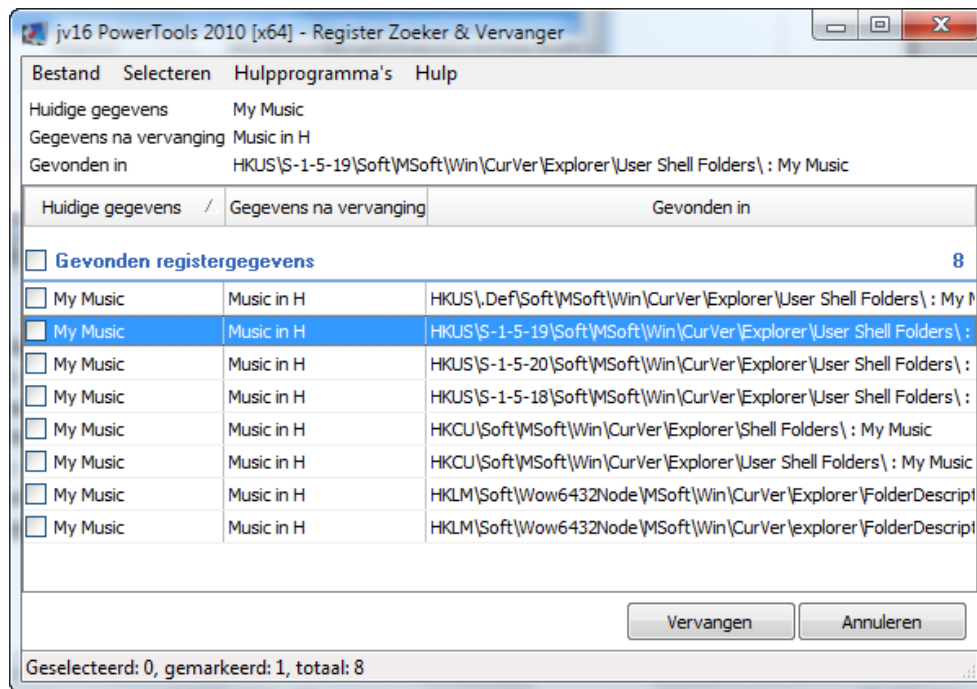 jv16 PowerTools 2010 [x64] - Register Zoeker & Vervanger
Bestand Selecteren Hulpprogramma's Hulp
Huidige gegevens My Music
Gegevens na vervanging Music in H
Gevonden in HKUS\S-1-5-19\Soft\MSoft\Win\CurVer\Explorer\User Shell Folders\ : My Music
Huidige gegevens Gegevens na vervanging Gevonden in
Gevonden registergegevens 8
My Music Music in H HKUS\.Def\Soft\MSoft\Win\CurVer\Explorer\User Shell Folders\ : My
My Music Music in H HKUS\S-1-5-19\Soft\MSoft\Win\CurVer\Explorer\User Shell Folders\ :
My Music Music in H HKUS\S-1-5-20\Soft\MSoft\Win\CurVer\Explorer\User Shell Folders\ :
My Music Music in H HKUS\S-1-5-18\Soft\MSoft\Win\CurVer\Explorer\User Shell Folders\ :
My Music Music in H HKCU\Soft\MSoft\Win\CurVer\Explorer\Shell Folders\ : My Music
My Music Music in H HKCU\Soft\MSoft\Win\CurVer\Explorer\User Shell Folders\ : My Music
My Music Music in H HKLM\Soft\Wow6432Node\MSoft\Win\CurVer\Explorer\FolderDescript
My Music Music in H HKLM\Soft\Wow6432Node\MSoft\Win\CurVer\explorer\FolderDescript
Vervangen Annuleren
Geselecteerd: 0, gemarkeerd: 1, totaal: 8